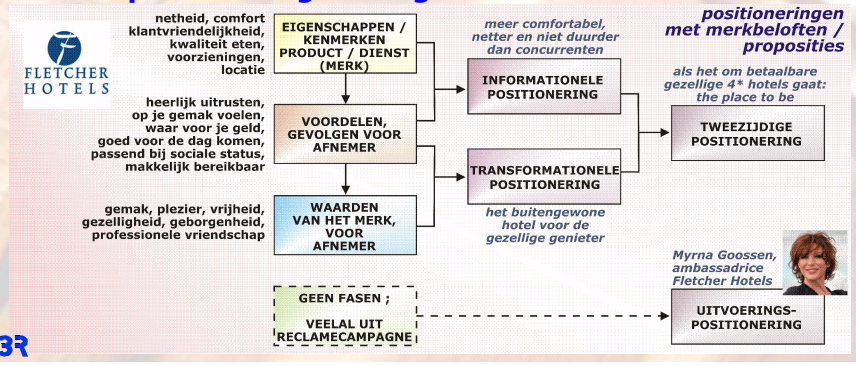 netheid, comfort
klantvriendelijkheid,
kwaliteit eten,
voorzieningen,
locatie
EIGENSCHAPPEN /
KENMERKEN
PRODUCT / DIENST
(MERK)
meer comfortabel,
netter en niet duurder
dan concurrenten
positioneringen
met merkbeloften /
proposities
FLETCHER
HOTELS
INFORMATIONELE
POSITIONERING
als het om betaalbare
gezellige 4* hotels gaat:
the place to be
heerlijk uitrusten,
op je gemak voelen,
waar voor je geld,
goed voor de dag komen,
passend bij sociale status,
makkelijk bereikbaar
VOORDELEN,
GEVOLGEN VOOR
AFNEMER
TWEEZIJDIGE
POSITIONERING
TRANSFORMATIONELE
POSITIONERING
gemak, plezier, vrijheid,
gezelligheid, geborgenheid,
professionele vriendschap
WAARDEN
VAN HET MERK,
VOOR
AFNEMER
het buitengewone
hotel voor de
gezellige genieter
Myrna Goossen,
ambassadrice
Fletcher Hotels
GEEN FASEN ;
VEELAL UIT
RECLAMECAMPAGNE
UITVOERINGS-
POSITIONERING
3R